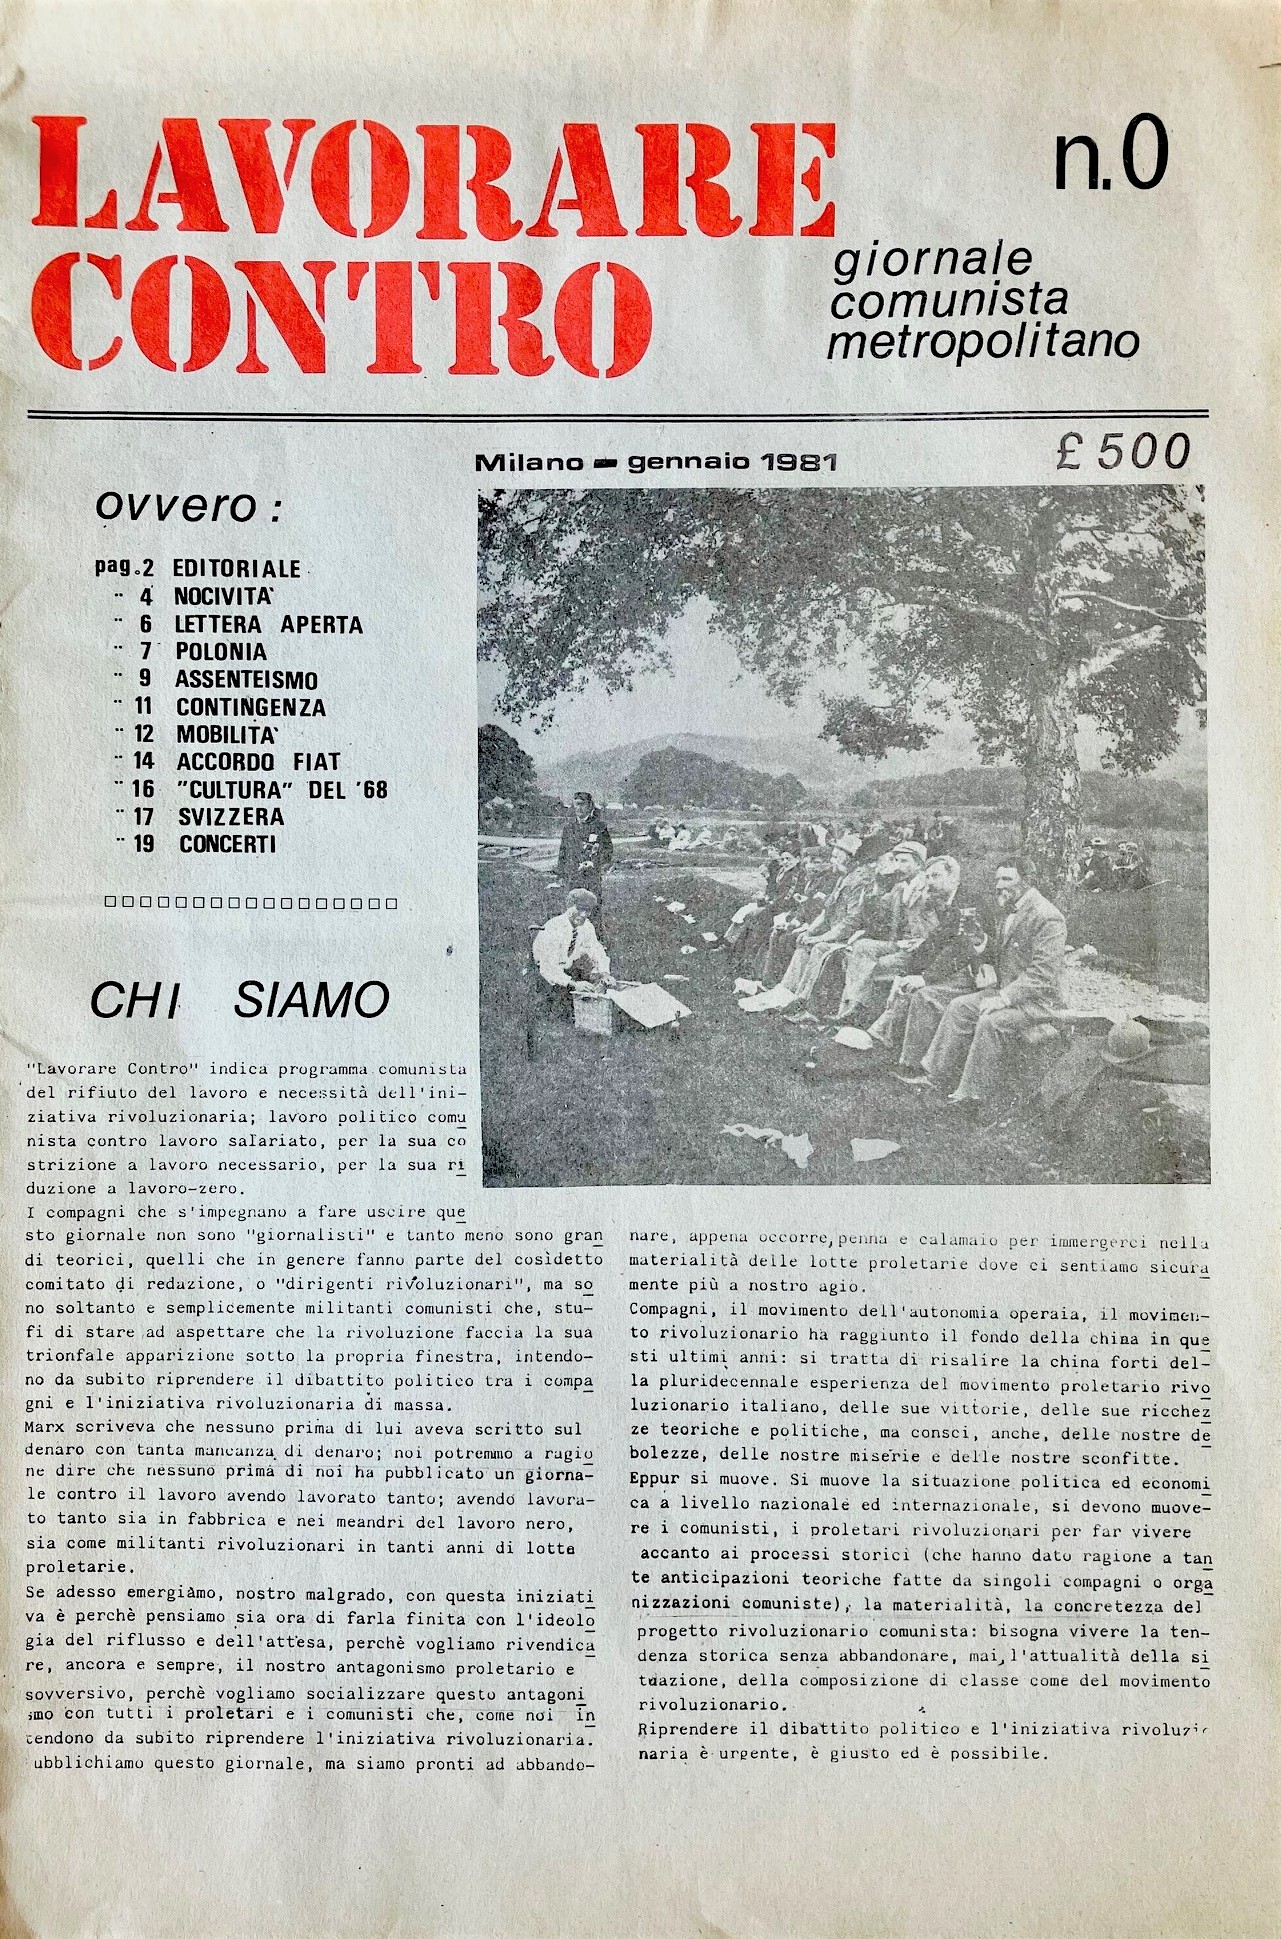 LAVORARE
CONTRO
n.0
giornale
comunista
metropolitano
Milano - gennaio 1981
£ 500
ovvero :
pag.2 EDITORIALE
" 4 NOCIVITA'
" 6 LETTERA APERTA
" 7 POLONIA
" 9 ASSENTEISMO
" 11 CONTINGENZA
" 12 MOBILITA'
" 14 ACCORDO FIAT
" 16 "CULTURA" DEL '68
" 17 SVIZZERA
" 19 CONCERTI
CHI SIAMO
"Lavorare Contro" indica programma comunista
del rifiuto del lavoro e necessità dell'ini-
ziativa rivoluzionaria; lavoro politico comu
nista contro lavoro salariato, per la sua co
strizione a lavoro necessario, per la sua ri
duzione a lavoro-zero.
I compagni che s'impegnano a fare uscire que
sto giornale non sono "giornalisti" e tanto meno sono gran
di teorici, quelli che in genere fanno parte del cosìdetto
comitato di redazione, o "dirigenti rivoluzionari", ma so
no soltanto e semplicemente militanti comunisti che, stu-
fi di stare ad aspettare che la rivoluzione faccia la sua
trionfale apparizione sotto la propria finestra, intendo-
no da subito riprendere il dibattito politico tra i compa
gni e l'iniziativa rivoluzionaria di massa.
Marx scriveva che nessuno prima di lui aveva scritto sul
denaro con tanta mancanza di denaro; noi potremmo a ragio
ne dire che nessuno prima di noi ha pubblicato un giorna-
le contro il lavoro avendo lavorato tanto; avendo lavora-
to tanto sia in fabbrica e nei meandri del lavoro nero,
sia come militanti rivoluzionari in tanti anni di lotte
proletarie.
Se adesso emergiamo, nostro malgrado, con questa iniziati
va è perchè pensiamo sia ora di farla finita con l'ideolo
gia del riflusso e dell'attesa, perchè vogliamo rivendica
re, ancora e sempre, il nostro antagonismo proletario e
sovversivo, perchè vogliamo socializzare questo antagoni
smo con tutti i proletari e i comunisti che, come noi in
tendono da subito riprendere l'iniziativa rivoluzionaria.
ubblichiamo questo giornale, ma siamo pronti ad abbando-
nare, appena occorre, penna e calamaio per immergerci nella
materialità delle lotte proletarie dove ci sentiamo sicura
mente più a nostro agio.
Compagni, il movimento dell'autonomia operaia, il movimen-
to rivoluzionario ha raggiunto il fondo della china in que
sti ultimi anni: si tratta di risalire la china forti del-
la pluridecennale esperienza del movimento proletario rivo
luzionario italiano, delle sue vittorie, delle sue ricchez
ze teoriche e politiche, ma consci, anche, delle nostre de
bolezze, delle nostre miserie e delle nostre sconfitte.
Eppur si muove. Si muove la situazione politica ed economi
ca a livello nazionale ed internazionale, si devono muove-
re i comunisti, i proletari rivoluzionari per far vivere
accanto ai processi storici (che hanno dato ragione a tan
te anticipazioni teoriche fatte da singoli compagni o orga
nizzazioni comuniste), la materialità, la concretezza del
progetto rivoluzionario comunista: bisogna vivere la ten-
denza storica senza abbandonare, mai, l'attualità della si
tuazione, della composizione di classe come del movimento
rivoluzionario.
Riprendere il dibattito politico e l'iniziativa rivoluzio
naria è urgente, è giusto ed è possibile.